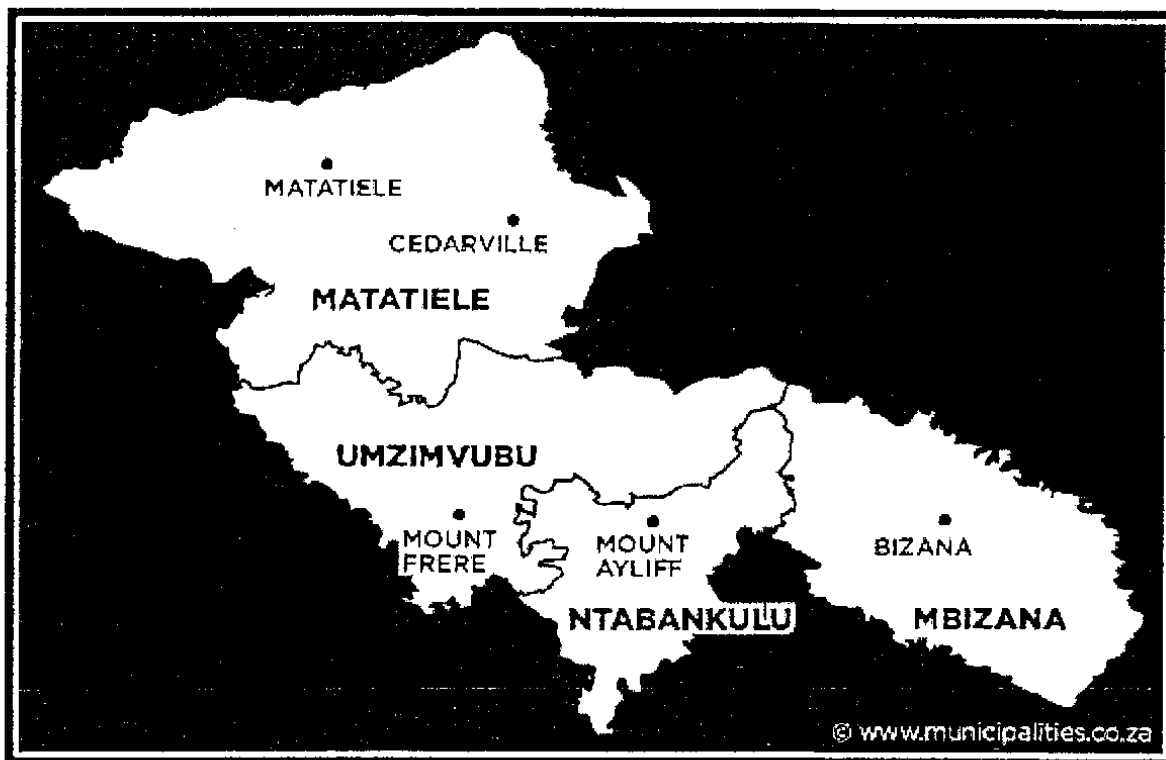 MATATIELE
CEDARVILLE
MATATIELE
UMZIMVUBU
MOUNT
FRERE
MOUNT
AYLIFF
BIZANA
NTABANKULU
MBIZANA
© www.municipalities.co.za